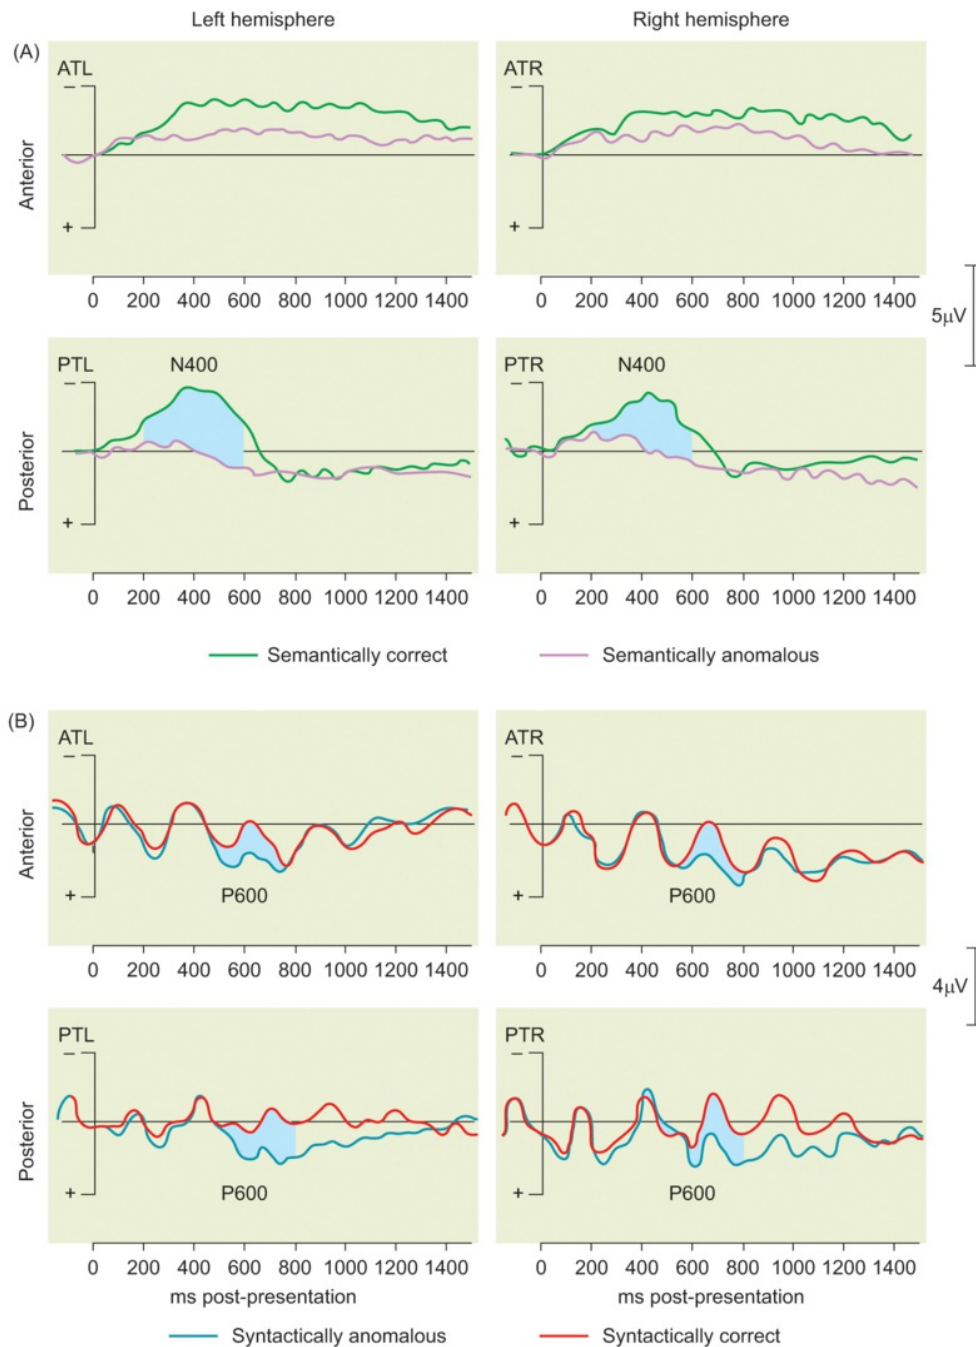 Left hemisphere Right hemisphere
(A)
ATL ATR
− −
Anterior
+ +
0 200 400 600 800 1000 1200 1400 0 200 400 600 800 1000 1200 1400
5µV
PTL N400 PTR N400
− −
Posterior
+ +
0 200 400 600 800 1000 1200 1400 0 200 400 600 800 1000 1200 1400
Semantically correct Semantically anomalous
(B)
ATL ATR
− −
Anterior
+ P600 + P600
0 200 400 600 800 1000 1200 1400 0 200 400 600 800 1000 1200 1400
4µV
PTL PTR
− −
Posterior
+ P600 + P600
0 200 400 600 800 1000 1200 1400 0 200 400 600 800 1000 1200 1400
ms post-presentation ms post-presentation
Syntactically anomalous Syntactically correct